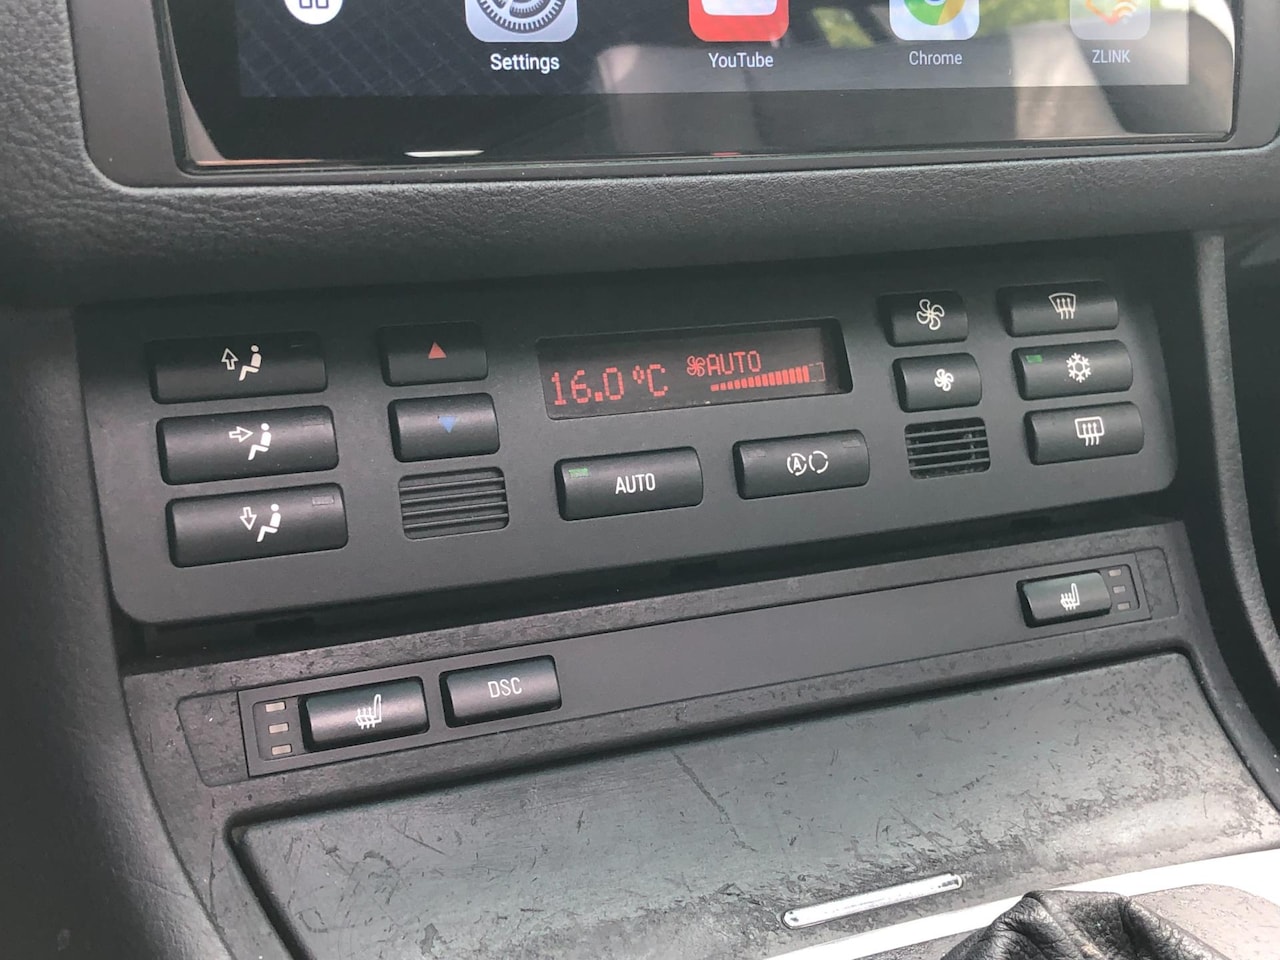 Settings
YouTube
Chrome
ZLINK
16.0 °C
AUTO
AUTO
A
DSC